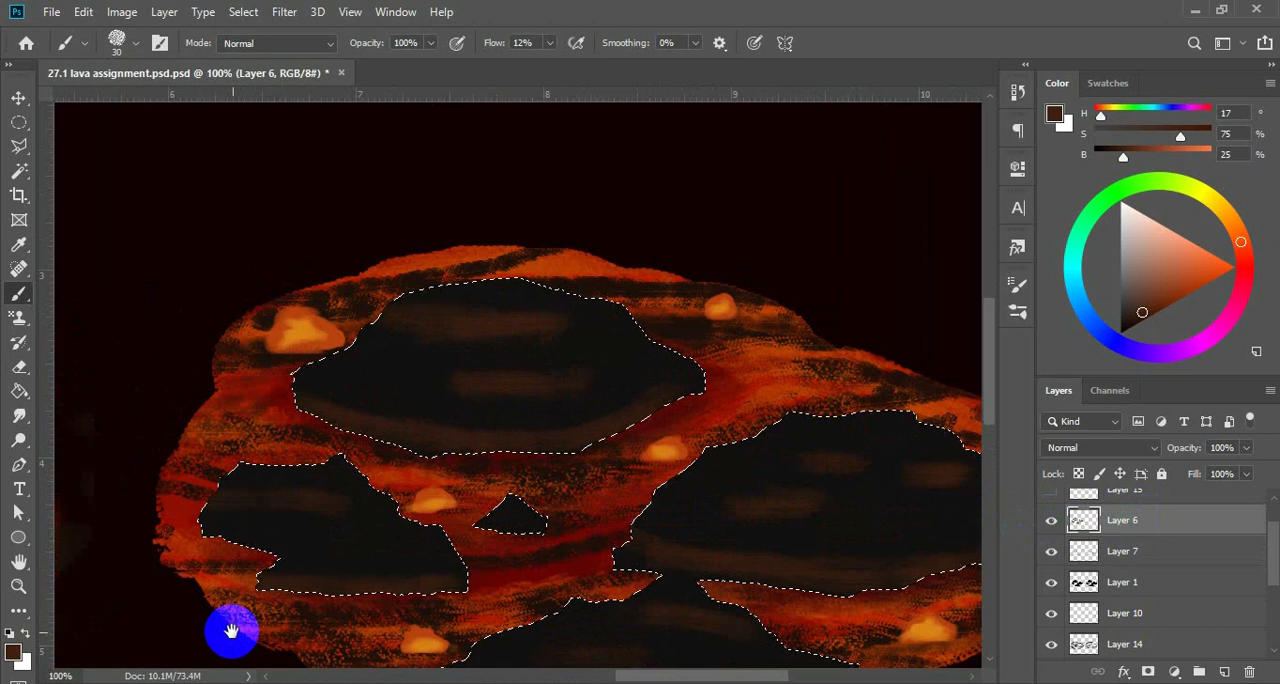 Ps File Edit Image Layer Type Select Filter 3D View Window Help
30 Mode: Normal Opacity: 100% Flow: 12% Smoothing: 0%
27.1 lava assignment.psd.psd @ 100% (Layer 6, RGB/8#) * ×
6 7 8 9 10
3
4
5
Color Swatches
H 17 °
S 75 %
B 25 %
Layers Channels
Kind
Normal Opacity: 100%
Lock: Fill: 100%
Layer 15
Layer 6
Layer 7
Layer 1
Layer 10
Layer 14
100% Doc: 10.1M/73.4M